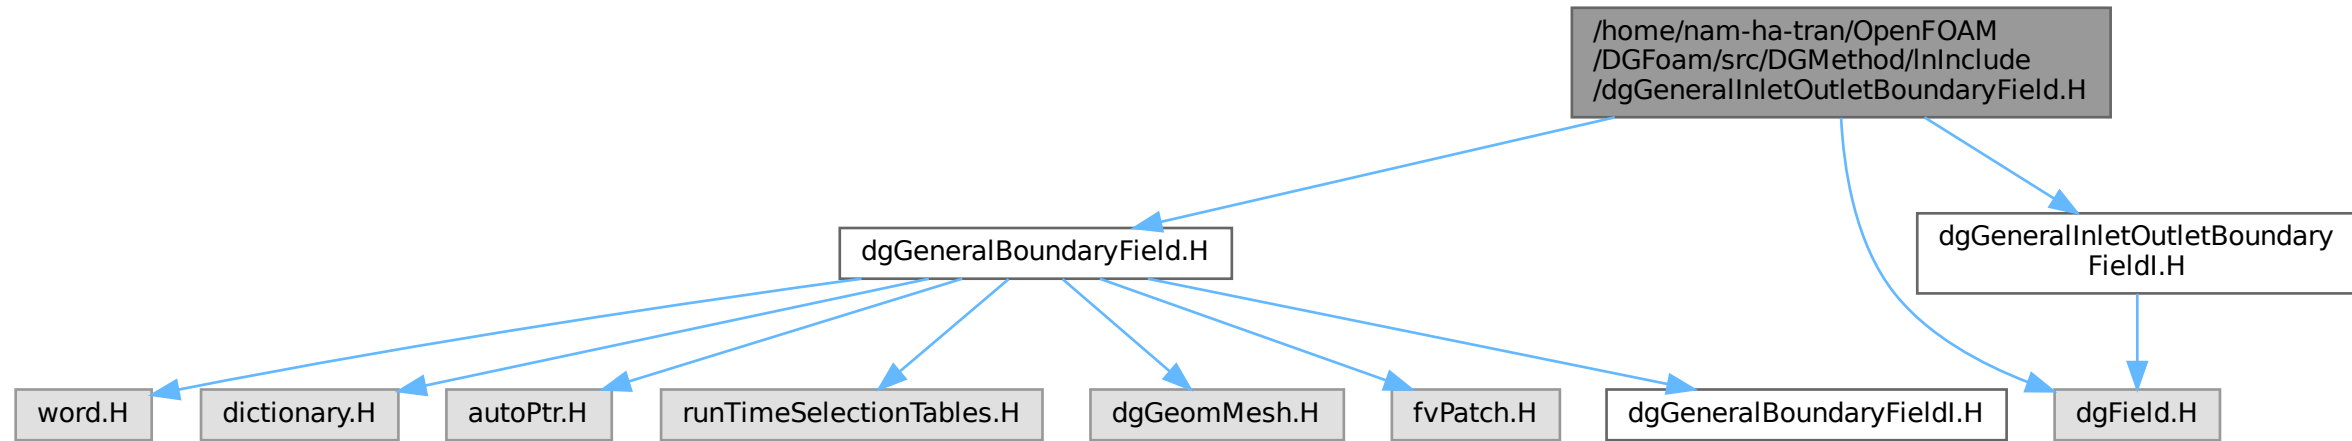 /home/nam-ha-tran/OpenFOAM
/DGFoam/src/DGMethod/lnInclude
/dgGeneralInletOutletBoundaryField.H
dgGeneralBoundaryField.H
dgGeneralInletOutletBoundary
FieldI.H
word.H
dictionary.H
autoPtr.H
runTimeSelectionTables.H
dgGeomMesh.H
fvPatch.H
dgGeneralBoundaryFieldI.H
dgField.H